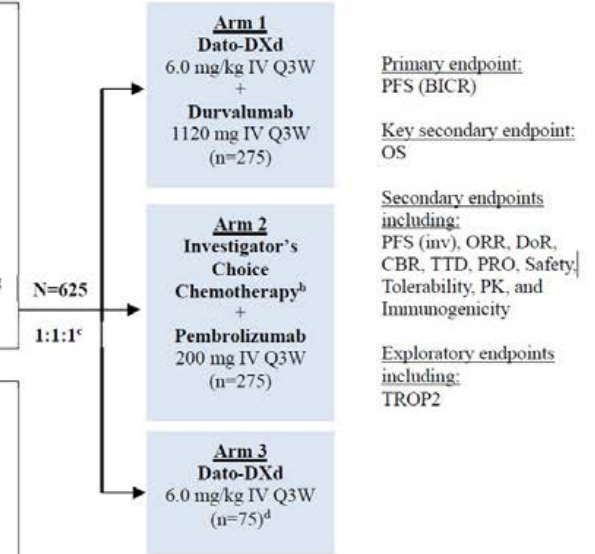 N=625
1:1:1ᶜ
Arm 1
Dato-DXd
6.0 mg/kg IV Q3W
+
Durvalumab
1120 mg IV Q3W
(n=275)
Arm 2
Investigator's
Choice
Chemotherapyᵇ
+
Pembrolizumab
200 mg IV Q3W
(n=275)
Arm 3
Dato-DXd
6.0 mg/kg IV Q3W
(n=75)ᵈ
Primary endpoint:
PFS (BICR)
Key secondary endpoint:
OS
Secondary endpoints
including:
PFS (inv), ORR, DoR,
CBR, TTD, PRO, Safety,
Tolerability, PK, and
Immunogenicity
Exploratory endpoints
including:
TROP2